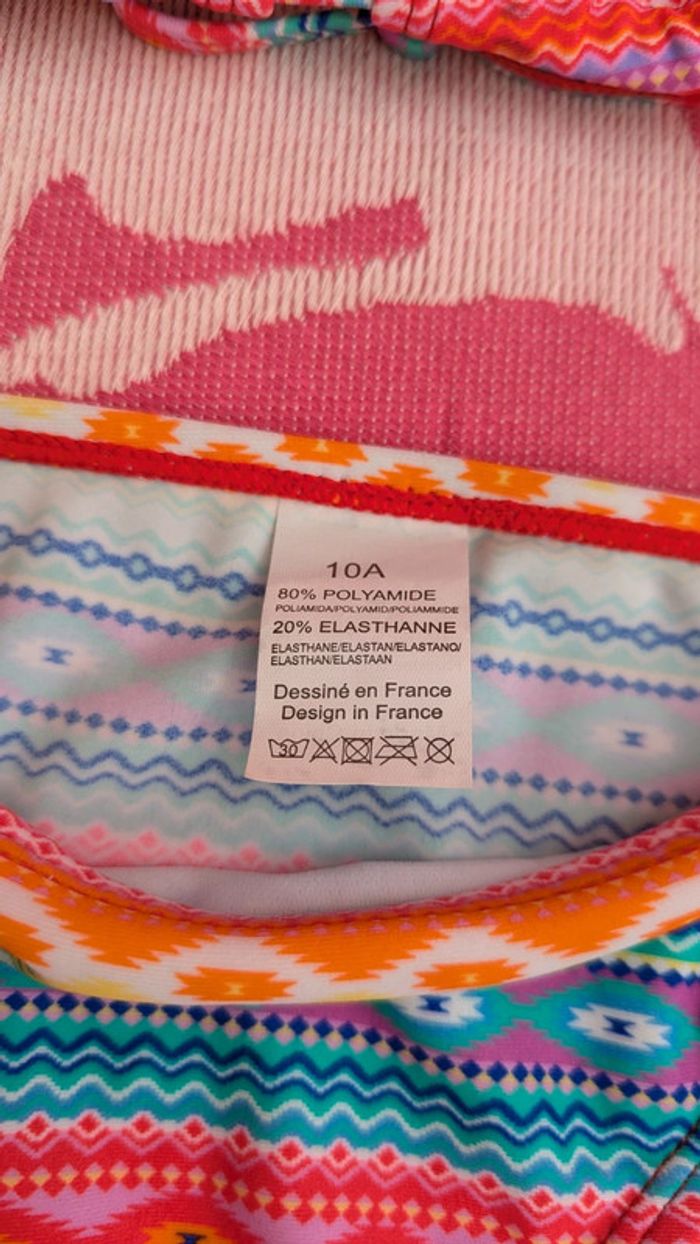 10A
80% POLYAMIDE
POLIAMIDA/POLYAMID/POLIAMMIDE
20% ELASTHANNE
ELASTHANE/ELASTAN/ELASTANO/
ELASTHAN/ELASTAAN
Dessiné en France
Design in France
30